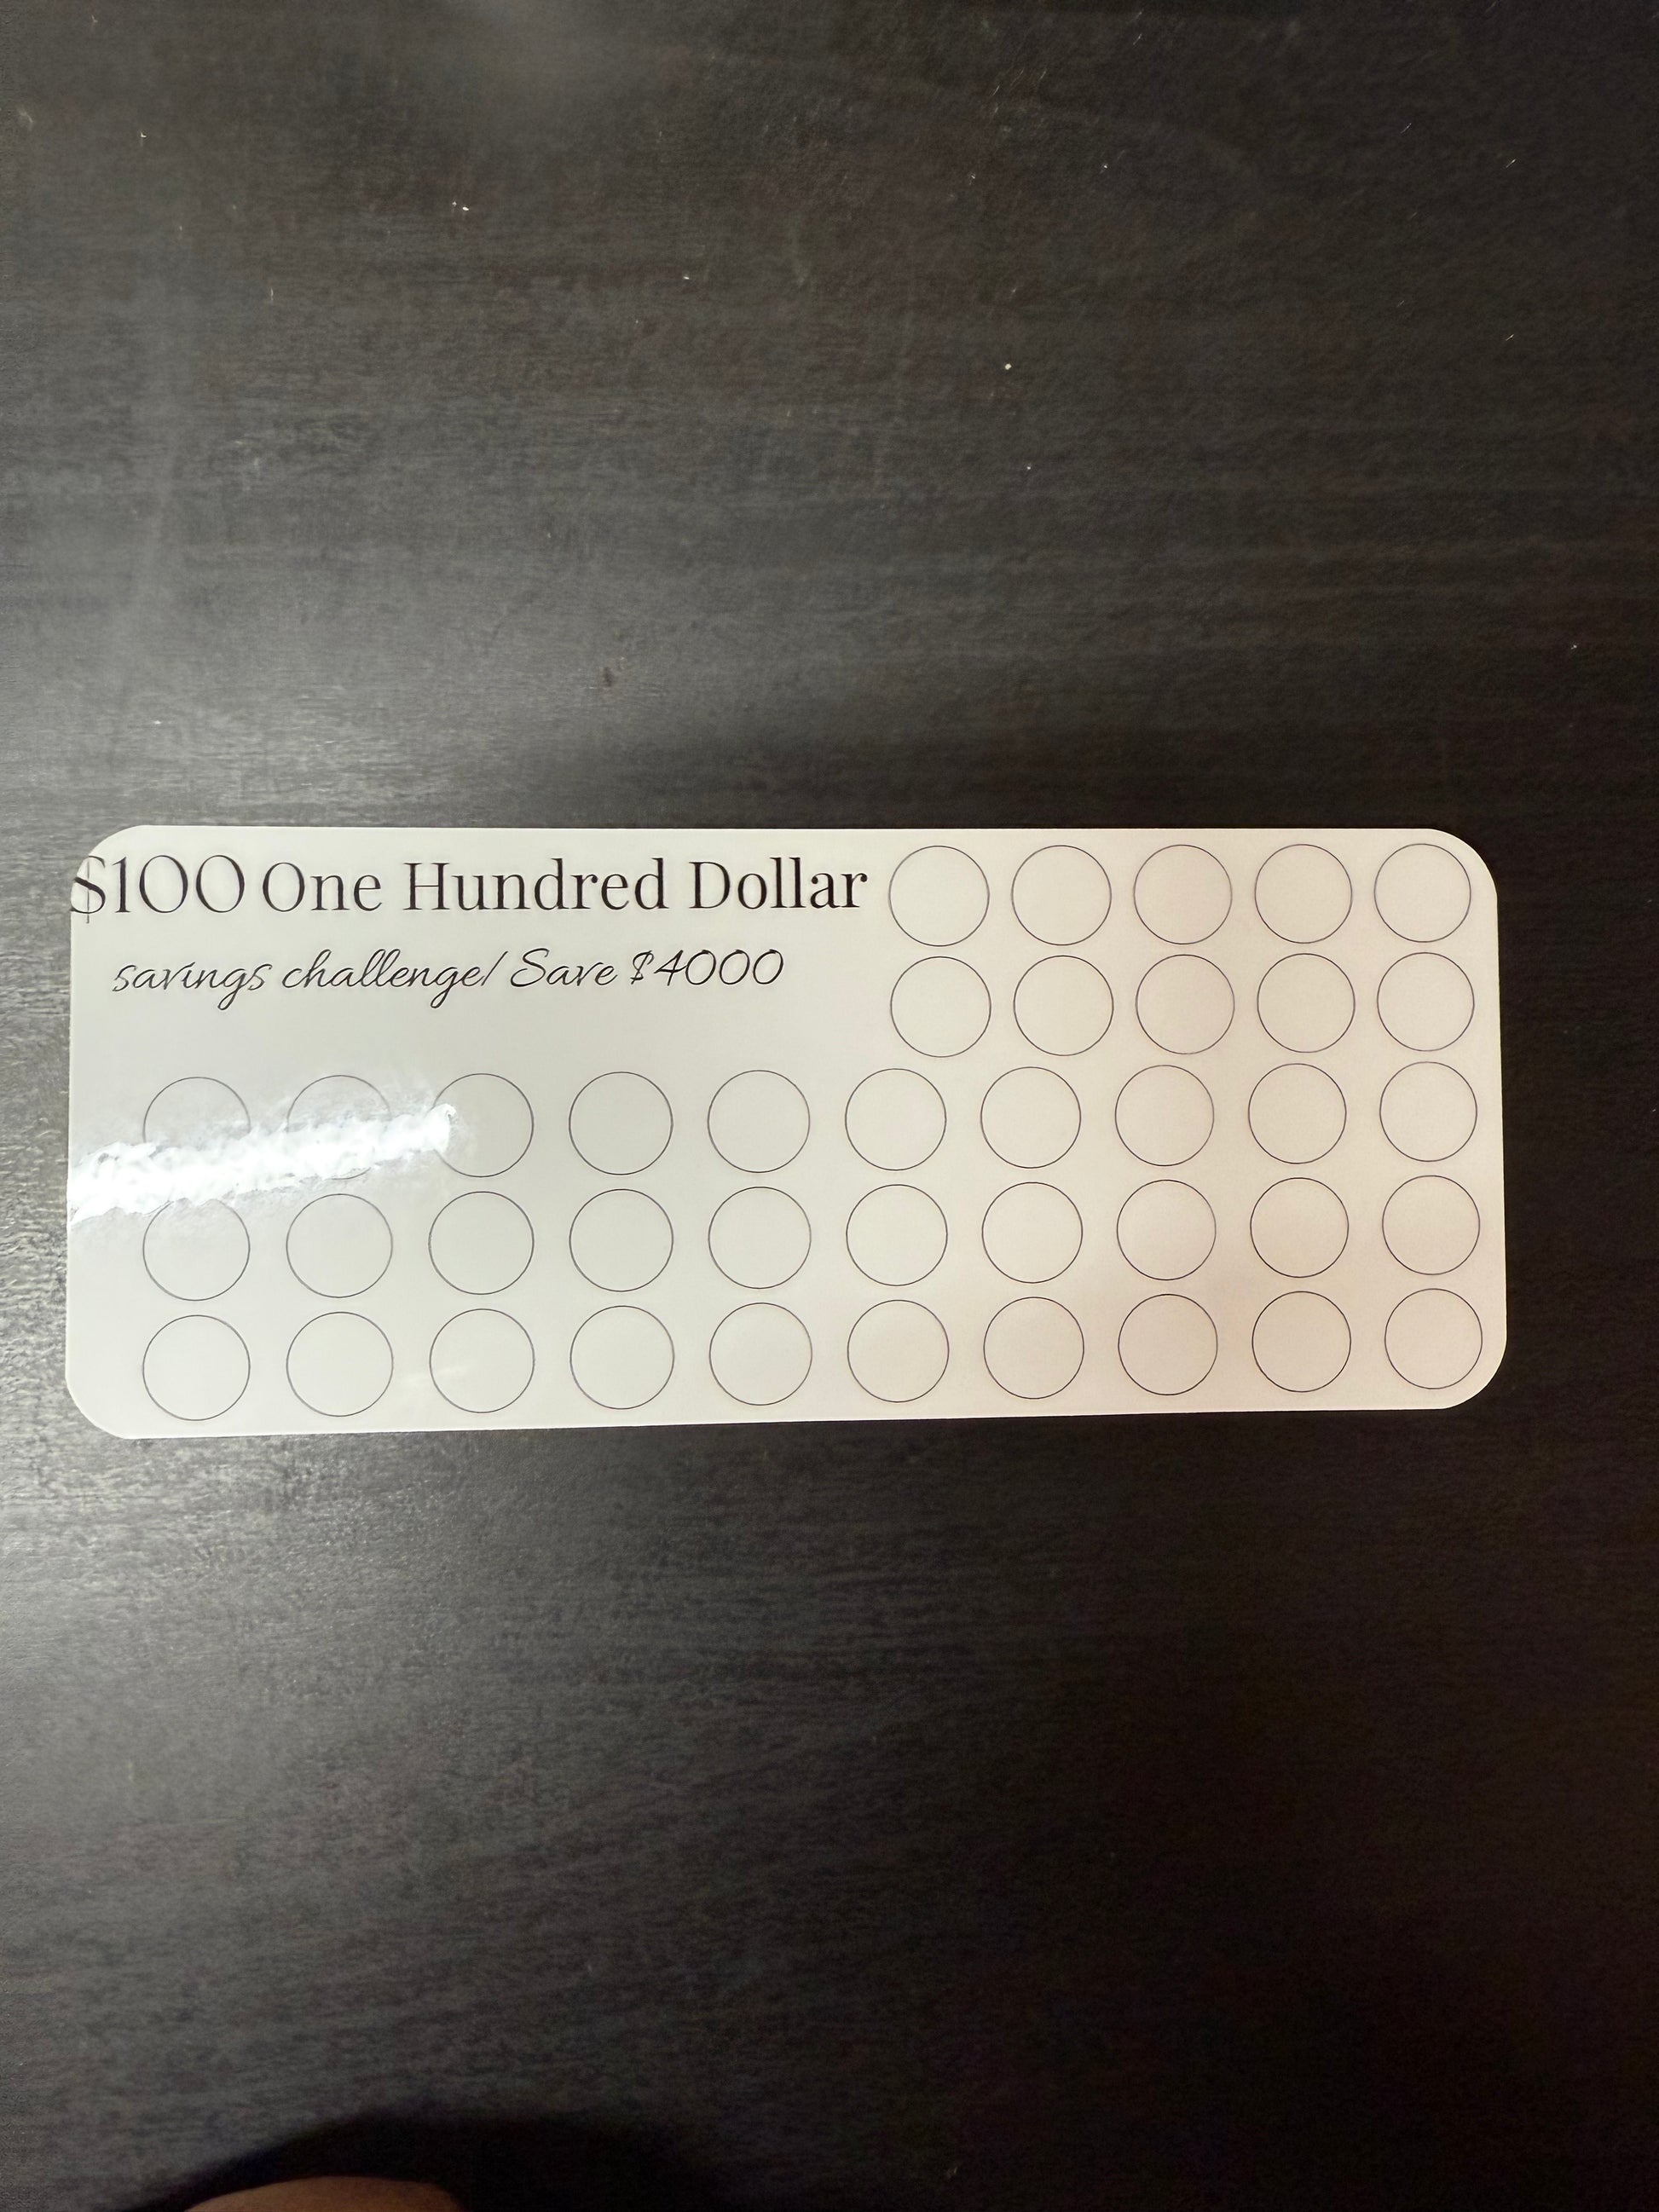 $100 One Hundred Dollar
savings challenge/ Save $4000